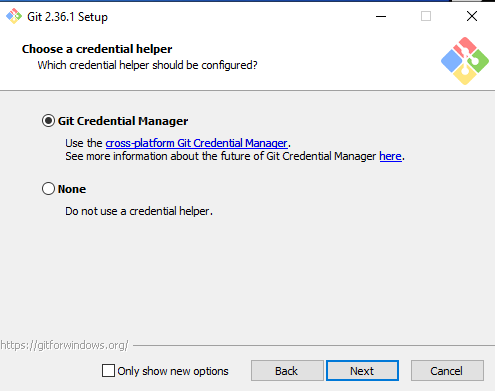 Git 2.36.1 Setup
Choose a credential helper
Which credential helper should be configured?
Git Credential Manager
Use the cross-platform Git Credential Manager.
See more information about the future of Git Credential Manager here.
None
Do not use a credential helper.
https://gitforwindows.org/
Only show new options
Back
Next
Cancel